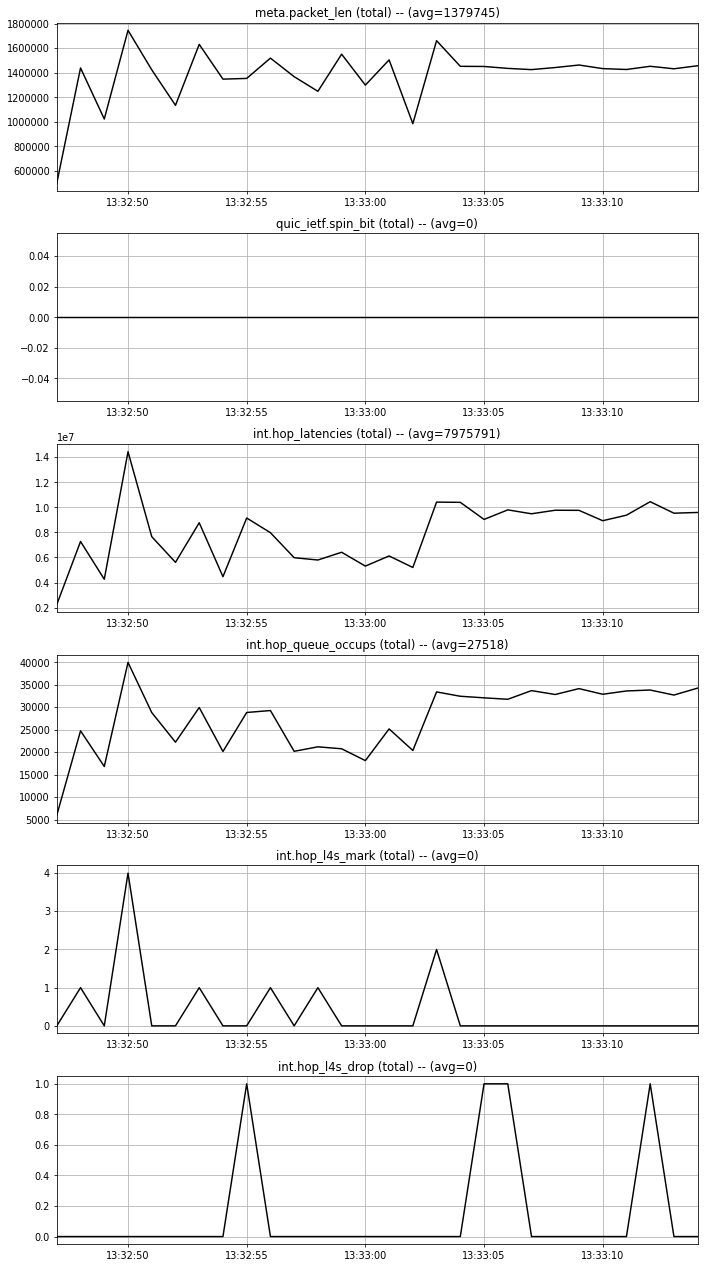 meta.packet_len (total) -- (avg=1379745)
1800000
1600000
1400000
1200000
1000000
800000
600000
13:32:50 13:32:55 13:33:00 13:33:05 13:33:10
quic_ietf.spin_bit (total) -- (avg=0)
0.04
0.02
0.00
−0.02
−0.04
13:32:50 13:32:55 13:33:00 13:33:05 13:33:10
int.hop_latencies (total) -- (avg=7975791)
1e7
1.4
1.2
1.0
0.8
0.6
0.4
0.2
13:32:50 13:32:55 13:33:00 13:33:05 13:33:10
int.hop_queue_occups (total) -- (avg=27518)
40000
35000
30000
25000
20000
15000
10000
5000
13:32:50 13:32:55 13:33:00 13:33:05 13:33:10
int.hop_l4s_mark (total) -- (avg=0)
4
3
2
1
0
13:32:50 13:32:55 13:33:00 13:33:05 13:33:10
int.hop_l4s_drop (total) -- (avg=0)
1.0
0.8
0.6
0.4
0.2
0.0
13:32:50 13:32:55 13:33:00 13:33:05 13:33:10